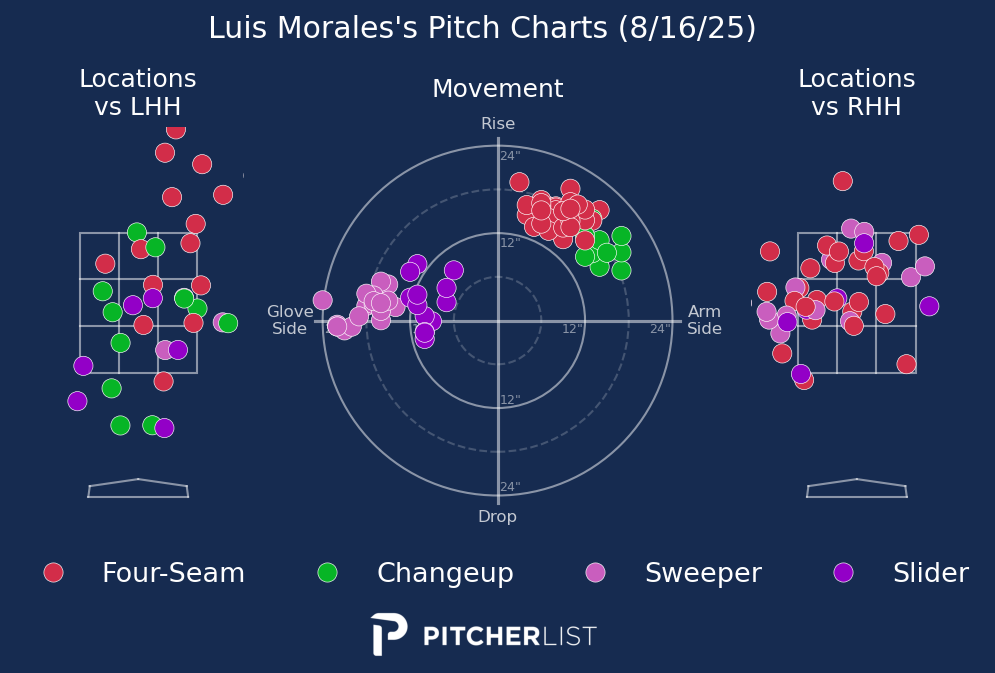 Luis Morales's Pitch Charts (8/16/25)
Locations
vs LHH
Movement
Locations
vs RHH
Rise
24"
12"
Glove
Side
12"
24"
Arm
Side
12"
24"
Drop
Four-Seam
Changeup
Sweeper
Slider
PITCHERLIST